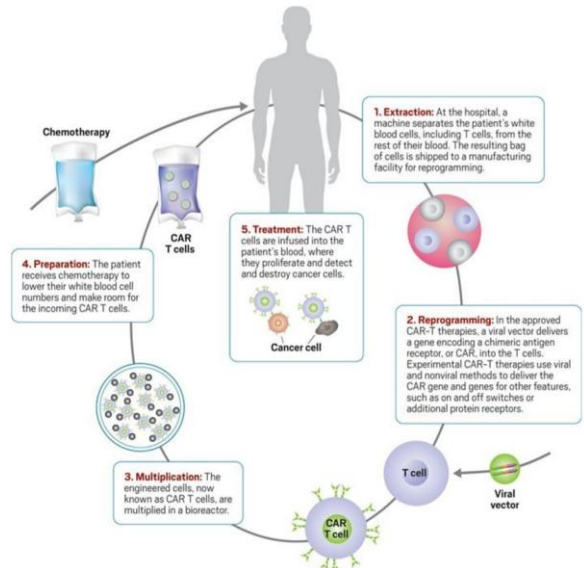 Chemotherapy
CAR
T cells
1. Extraction: At the hospital, a
machine separates the patient's white
blood cells, including T cells, from the
rest of their blood. The resulting bag
of cells is shipped to a manufacturing
facility for reprogramming.
2. Reprogramming: In the approved
CAR-T therapies, a viral vector delivers
a gene encoding a chimeric antigen
receptor, or CAR, into the T cells.
Experimental CAR-T therapies use viral
and nonviral methods to deliver the
CAR gene and genes for other features,
such as on and off switches or
additional protein receptors.
T cell
Viral
vector
CAR
T cell
3. Multiplication: The
engineered cells, now
known as CAR T cells, are
multiplied in a bioreactor.
4. Preparation: The patient
receives chemotherapy to
lower their white blood cell
numbers and make room for
the incoming CAR T cells.
5. Treatment: The CAR T
cells are infused into the
patient's blood, where
they proliferate and detect
and destroy cancer cells.
Cancer cell